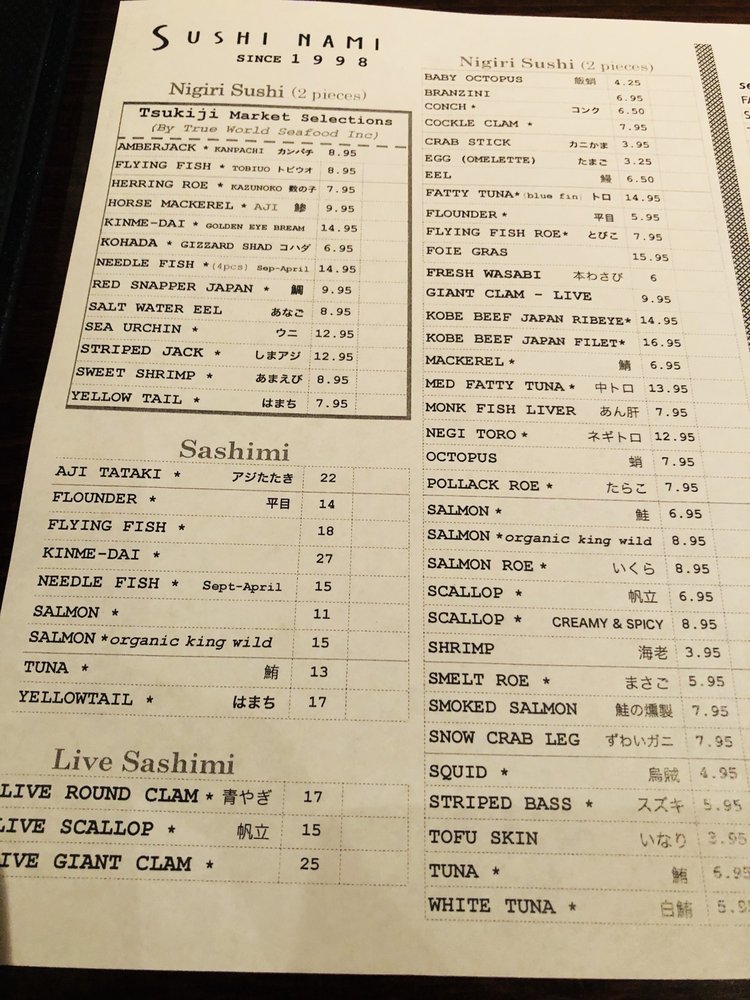 SUSHI NAMI
SINCE 1998
Nigiri Sushi (2 pieces)
Tsukiji Market Selections
(By True World Seafood Inc)
AMBERJACK * KANPACHI カンパチ 8.95
FLYING FISH * TOBIUO トビウオ 8.95
HERRING ROE * KAZUNOKO 数の子 7.95
HORSE MACKEREL * AJI 鯵 9.95
KINME-DAI * GOLDEN EYE BREAM 14.95
KOHADA * GIZZARD SHAD コハダ 6.95
NEEDLE FISH *(4pcs) Sep-April 14.95
RED SNAPPER JAPAN * 鯛 9.95
SALT WATER EEL あなご 8.95
SEA URCHIN * ウニ 12.95
STRIPED JACK * しまアジ 12.95
SWEET SHRIMP * あまえび 8.95
YELLOW TAIL * はまち 7.95
Sashimi
AJI TATAKI * アジたたき 22
FLOUNDER * 平目 14
FLYING FISH * 18
KINME-DAI * 27
NEEDLE FISH * Sept-April 15
SALMON * 11
SALMON *organic king wild 15
TUNA * 鮪 13
YELLOWTAIL * はまち 17
Live Sashimi
LIVE ROUND CLAM * 青やぎ 17
LIVE SCALLOP * 帆立 15
IVE GIANT CLAM * 25
Nigiri Sushi (2 pieces)
BABY OCTOPUS 飯蛸 4.25
BRANZINI 6.95
CONCH * コンク 6.50
COCKLE CLAM * 7.95
CRAB STICK カニかま 3.95
EGG (OMELETTE) たまご 3.25
EEL 鰻 6.50
FATTY TUNA*(blue fin) トロ 14.95
FLOUNDER * 平目 5.95
FLYING FISH ROE* とびこ 7.95
FOIE GRAS 15.95
FRESH WASABI 本わさび 6
GIANT CLAM - LIVE 9.95
KOBE BEEF JAPAN RIBEYE* 14.95
KOBE BEEF JAPAN FILET* 16.95
MACKEREL * 鯖 6.95
MED FATTY TUNA * 中トロ 13.95
MONK FISH LIVER あん肝 7.95
NEGI TORO * ネギトロ 12.95
OCTOPUS 蛸 7.95
POLLACK ROE * たらこ 7.95
SALMON * 鮭 6.95
SALMON *organic king wild 8.95
SALMON ROE * いくら 8.95
SCALLOP * 帆立 6.95
SCALLOP * CREAMY & SPICY 8.95
SHRIMP 海老 3.95
SMELT ROE * まさご 5.95
SMOKED SALMON 鮭の燻製 7.95
SNOW CRAB LEG ずわいガニ 7.95
SQUID * 烏賊 4.95
STRIPED BASS * スズキ 5.95
TOFU SKIN いなり 3.95
TUNA * 鮪 6.95
WHITE TUNA * 白鮪 5.9